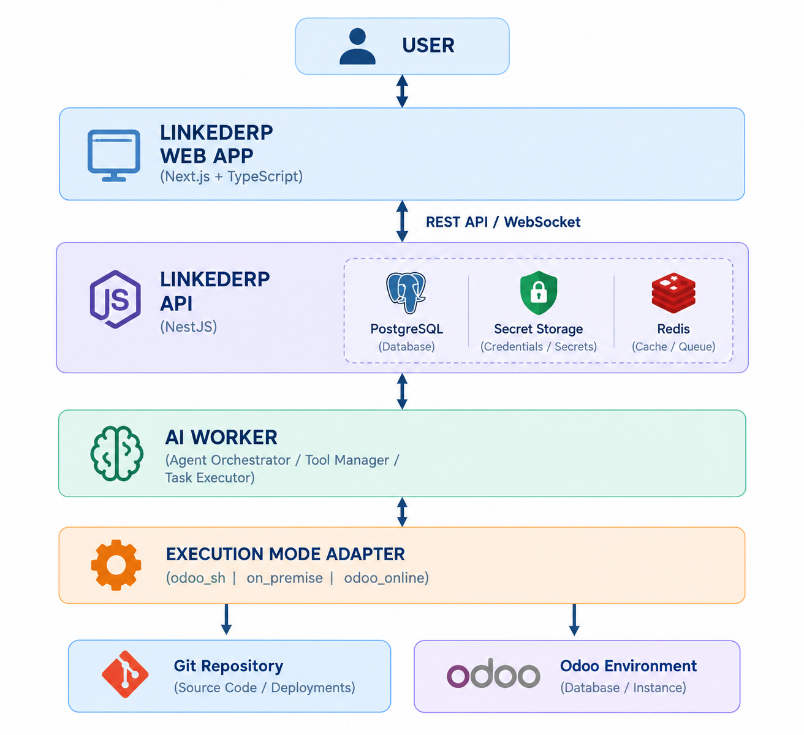 USER
LINKEDERP
WEB APP
(Next.js + TypeScript)
REST API / WebSocket
JS
LINKEDERP
API
(NestJS)
PostgreSQL
(Database)
Secret Storage
(Credentials / Secrets)
Redis
(Cache / Queue)
AI WORKER
(Agent Orchestrator / Tool Manager /
Task Executor)
EXECUTION MODE ADAPTER
(odoo_sh | on_premise | odoo_online)
Git Repository
(Source Code / Deployments)
odoo
Odoo Environment
(Database / Instance)